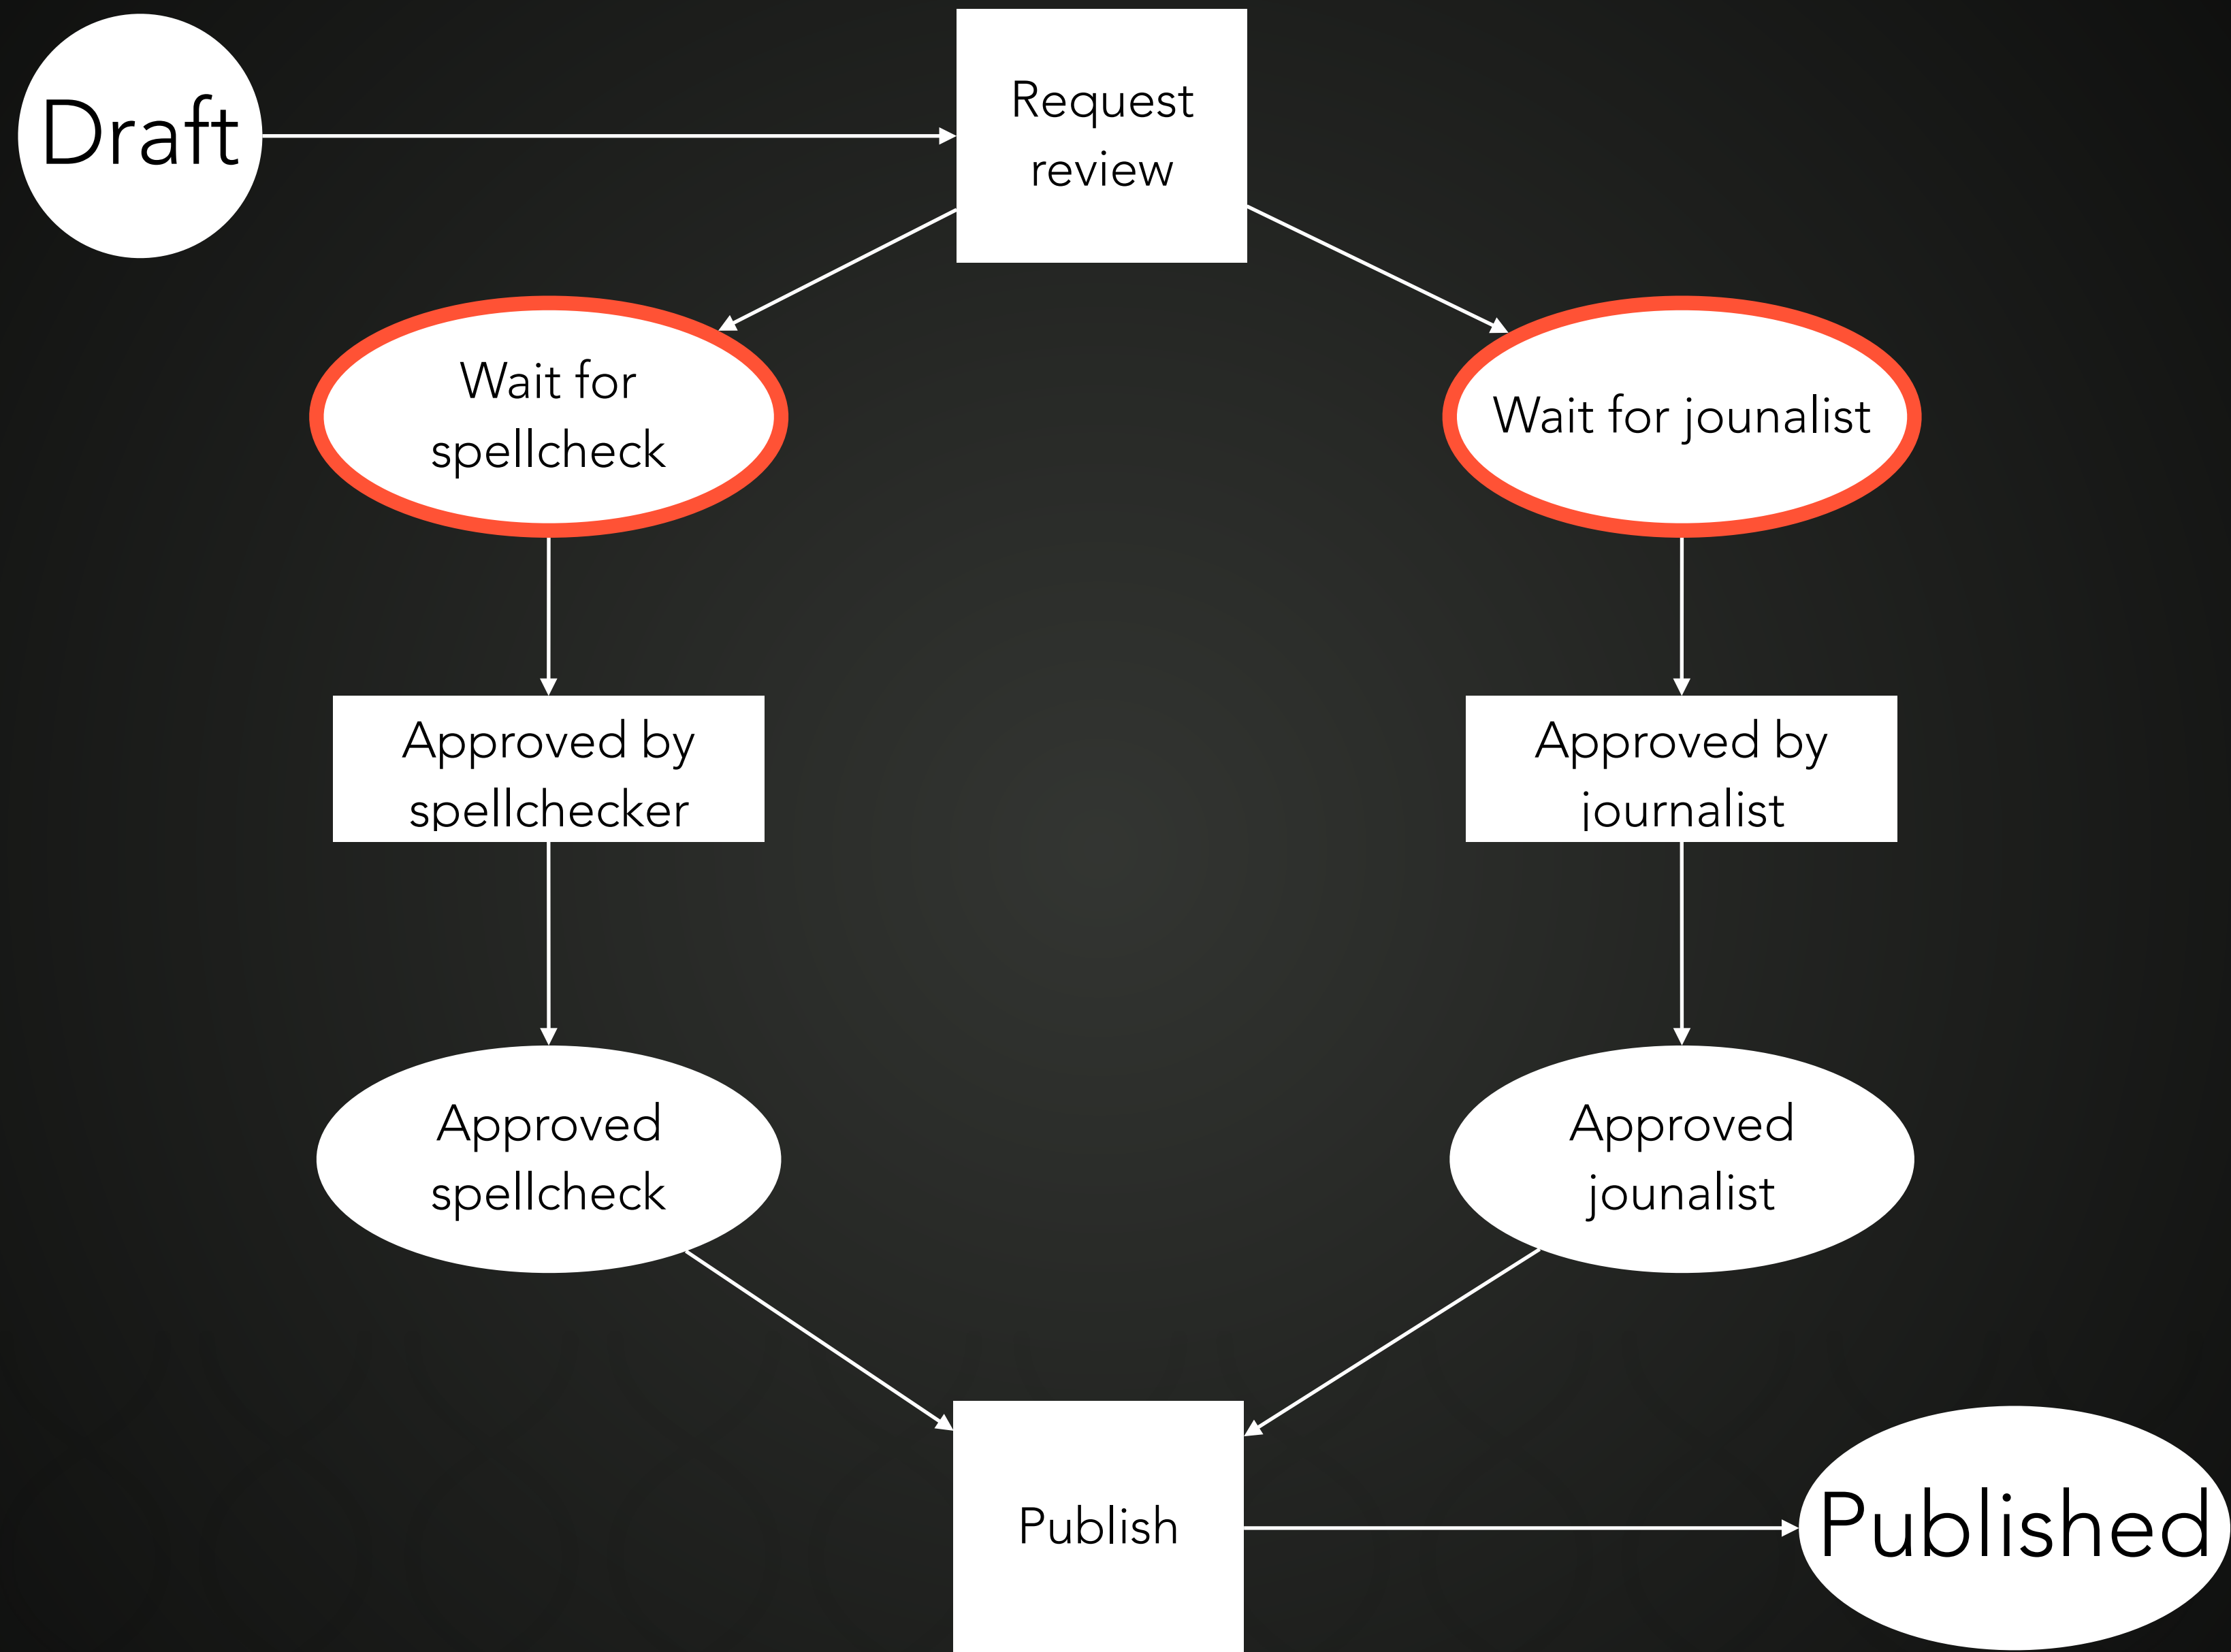 Draft
Request
review
Wait for
spellcheck
Wait for jounalist
Approved by
spellchecker
Approved by
journalist
Approved
spellcheck
Approved
jounalist
Publish
Published